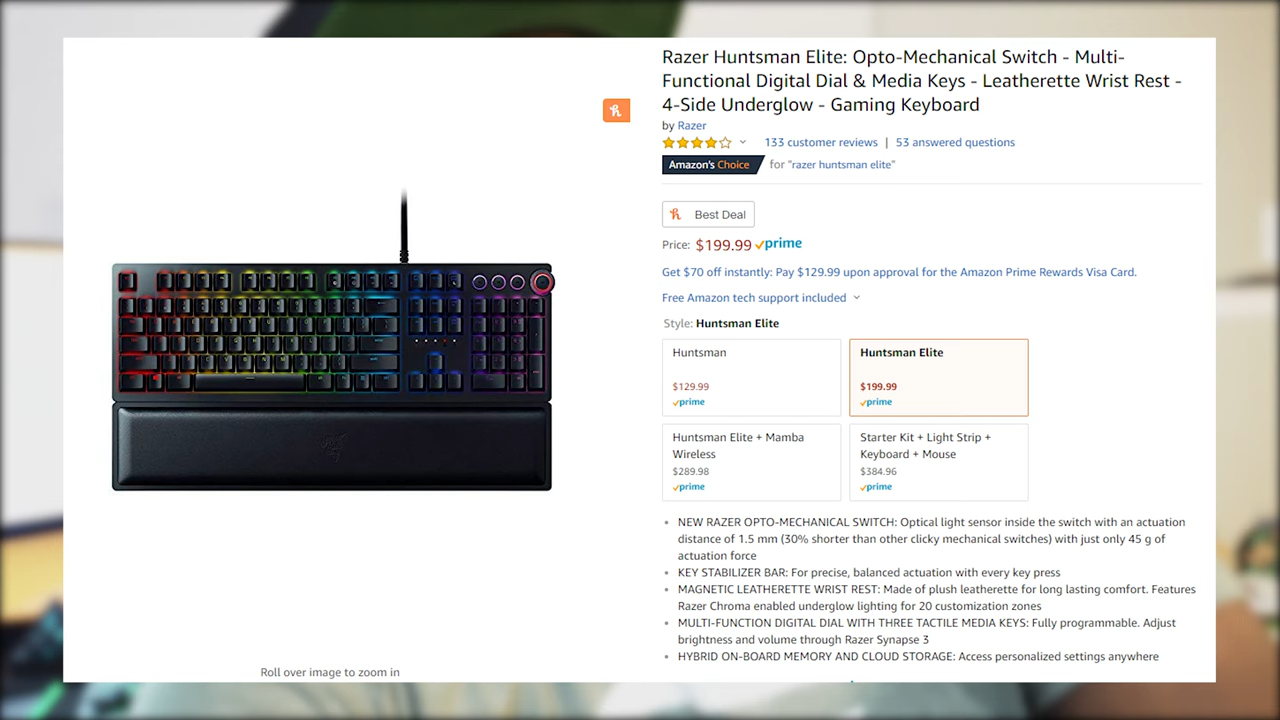 Razer Huntsman Elite: Opto-Mechanical Switch - Multi-
Functional Digital Dial & Media Keys - Leatherette Wrist Rest -
4-Side Underglow - Gaming Keyboard
by Razer
133 customer reviews | 53 answered questions
Amazon's Choice for "razer huntsman elite"
Best Deal
Price: $199.99 prime
Get $70 off instantly: Pay $129.99 upon approval for the Amazon Prime Rewards Visa Card.
Free Amazon tech support included
Style: Huntsman Elite
Huntsman
$129.99
prime
Huntsman Elite
$199.99
prime
Huntsman Elite + Mamba
Wireless
$289.98
prime
Starter Kit + Light Strip +
Keyboard + Mouse
$384.96
prime
• NEW RAZER OPTO-MECHANICAL SWITCH: Optical light sensor inside the switch with an actuation
distance of 1.5 mm (30% shorter than other clicky mechanical switches) with just only 45 g of
actuation force
• KEY STABILIZER BAR: For precise, balanced actuation with every key press
• MAGNETIC LEATHERETTE WRIST REST: Made of plush leatherette for long lasting comfort. Features
Razer Chroma enabled underglow lighting for 20 customization zones
• MULTI-FUNCTION DIGITAL DIAL WITH THREE TACTILE MEDIA KEYS: Fully programmable. Adjust
brightness and volume through Razer Synapse 3
• HYBRID ON-BOARD MEMORY AND CLOUD STORAGE: Access personalized settings anywhere
Roll over image to zoom in